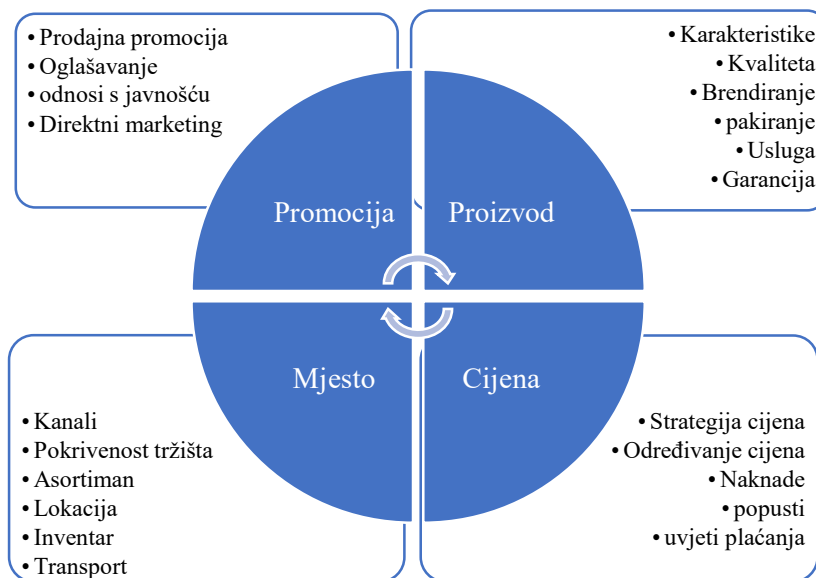 • Prodajna promocija
• Oglašavanje
• odnosi s javnošću
• Direktni marketing
• Karakteristike
• Kvaliteta
• Brendiranje
• pakiranje
• Usluga
• Garancija
Promocija
Proizvod
Mjesto
Cijena
• Kanali
• Pokrivenost tržišta
• Asortiman
• Lokacija
• Inventar
• Transport
• Strategija cijena
• Određivanje cijena
• Naknade
• popusti
• uvjeti plaćanja